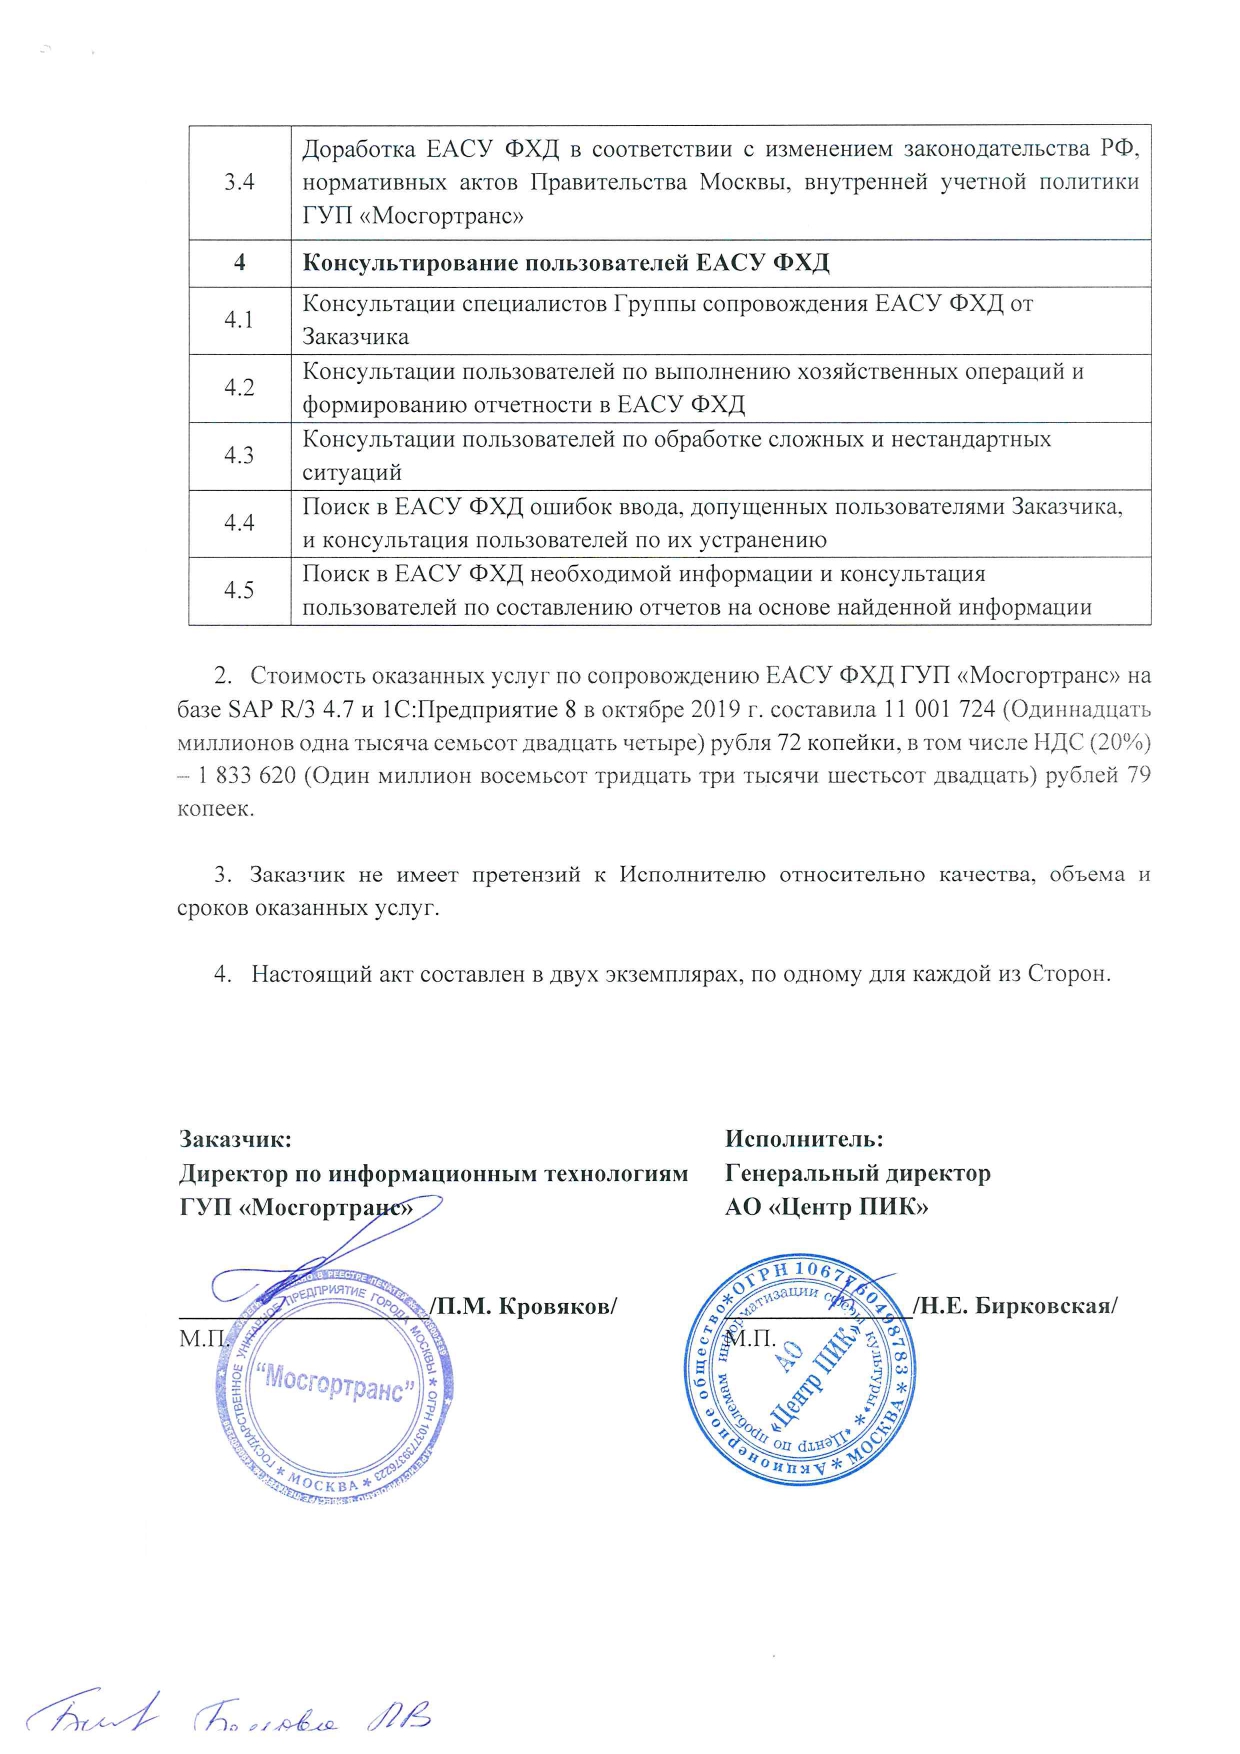 3.4
Доработка ЕАСУ ФХД в соответствии с изменением законодательства РФ,
нормативных актов Правительства Москвы, внутренней учетной политики
ГУП «Мосгортранс»
4 Консультирование пользователей ЕАСУ ФХД
4.1
Консультации специалистов Группы сопровождения ЕАСУ ФХД от
Заказчика
4.2
Консультации пользователей по выполнению хозяйственных операций и
формированию отчетности в ЕАСУ ФХД
4.3
Консультации пользователей по обработке сложных и нестандартных
ситуаций
4.4
Поиск в ЕАСУ ФХД ошибок ввода, допущенных пользователями Заказчика,
и консультация пользователей по их устранению
4.5
Поиск в ЕАСУ ФХД необходимой информации и консультация
пользователей по составлению отчетов на основе найденной информации
2. Стоимость оказанных услуг по сопровождению ЕАСУ ФХД ГУП «Мосгортранс» на
базе SAP R/3 4.7 и 1С:Предприятие 8 в октябре 2019 г. составила 11 001 724 (Одиннадцать
миллионов одна тысяча семьсот двадцать четыре) рубля 72 копейки, в том числе НДС (20%)
– 1 833 620 (Один миллион восемьсот тридцать три тысячи шестьсот двадцать) рублей 79
копеек.
3. Заказчик не имеет претензий к Исполнителю относительно качества, объема и
сроков оказанных услуг.
4. Настоящий акт составлен в двух экземплярах, по одному для каждой из Сторон.
Заказчик:
Директор по информационным технологиям
ГУП «Мосгортранс»
/П.М. Кровяков/
М.П.
ГОСУДАРСТВЕННОЕ УНИТАРНОЕ ПРЕДПРИЯТИЕ ГОРОДА МОСКВЫ * ОГРН 1037739376223 * МОСКВА *
“Мосгортранс”
Исполнитель:
Генеральный директор
АО «Центр ПИК»
/Н.Е. Бирковская/
М.П.
Акционерное общество * ОГРН 1067760498783 * МОСКВА *
«Центр по проблемам информатизации сферы культуры» *
АО
«Центр ПИК»